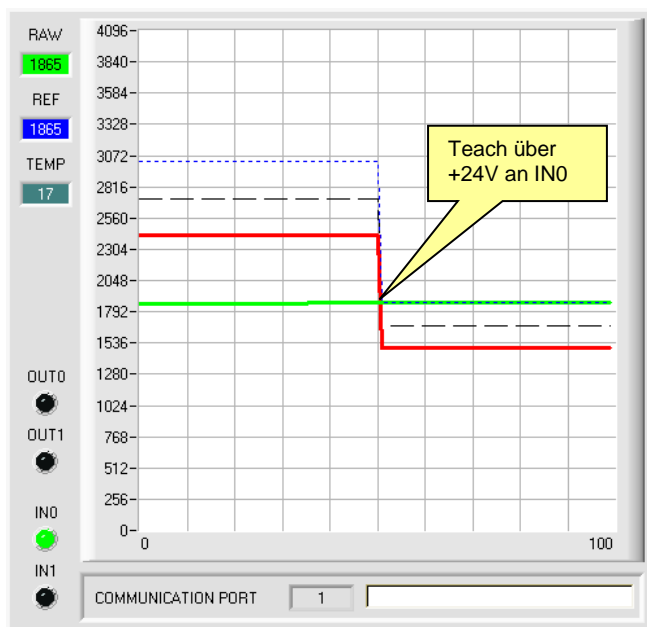 RAW
1865
REF
1865
TEMP
17
OUT0
OUT1
IN0
IN1
4096
3840
3584
3328
3072
2816
2560
2304
2048
1792
1536
1280
1024
768
512
256
0
0
100
Teach über
+24V an IN0
COMMUNICATION PORT
1